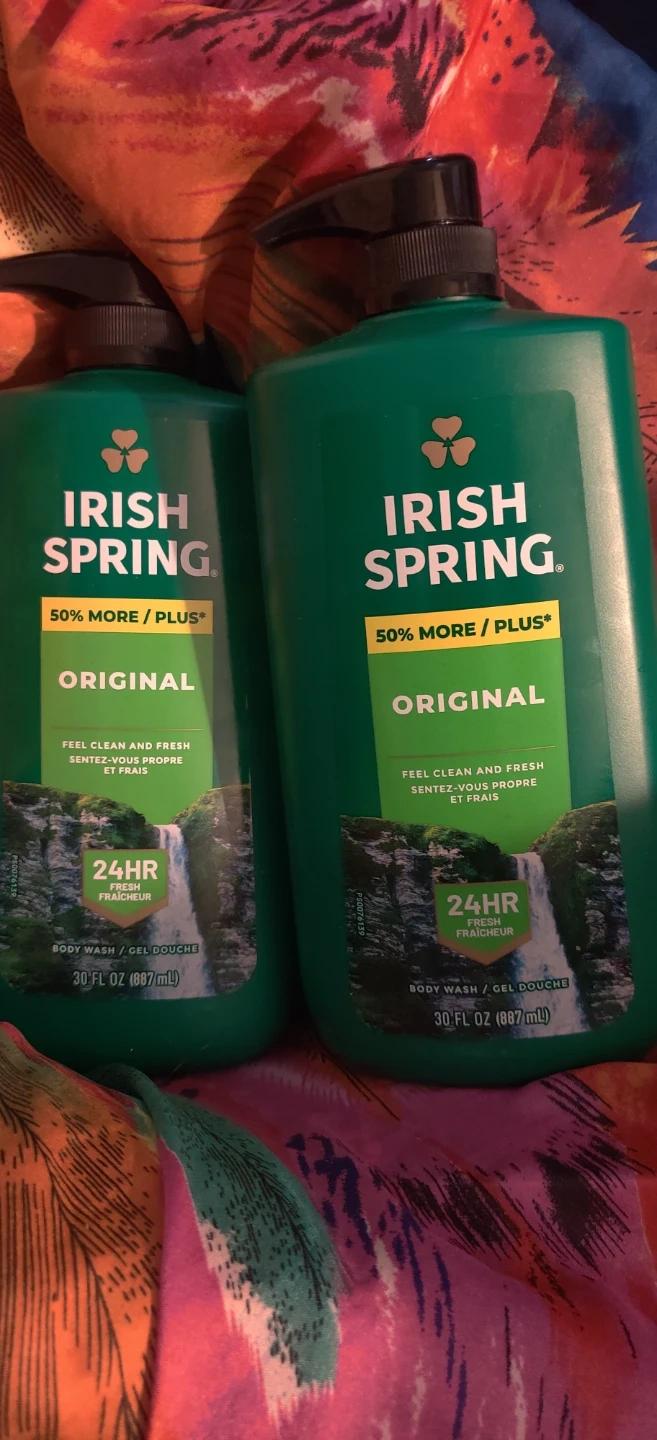 IRISH
SPRING®
50% MORE / PLUS*
ORIGINAL
FEEL CLEAN AND FRESH
SENTEZ-VOUS PROPRE
ET FRAIS
24HR
FRESH
FRAÎCHEUR
BODY WASH / GEL DOUCHE
30 FL OZ (887 mL)
P5076139
IRISH
SPRING®
50% MORE / PLUS*
ORIGINAL
FEEL CLEAN AND FRESH
SENTEZ-VOUS PROPRE
ET FRAIS
24HR
FRESH
FRAÎCHEUR
BODY WASH / GEL DOUCHE
30 FL OZ (887 mL)